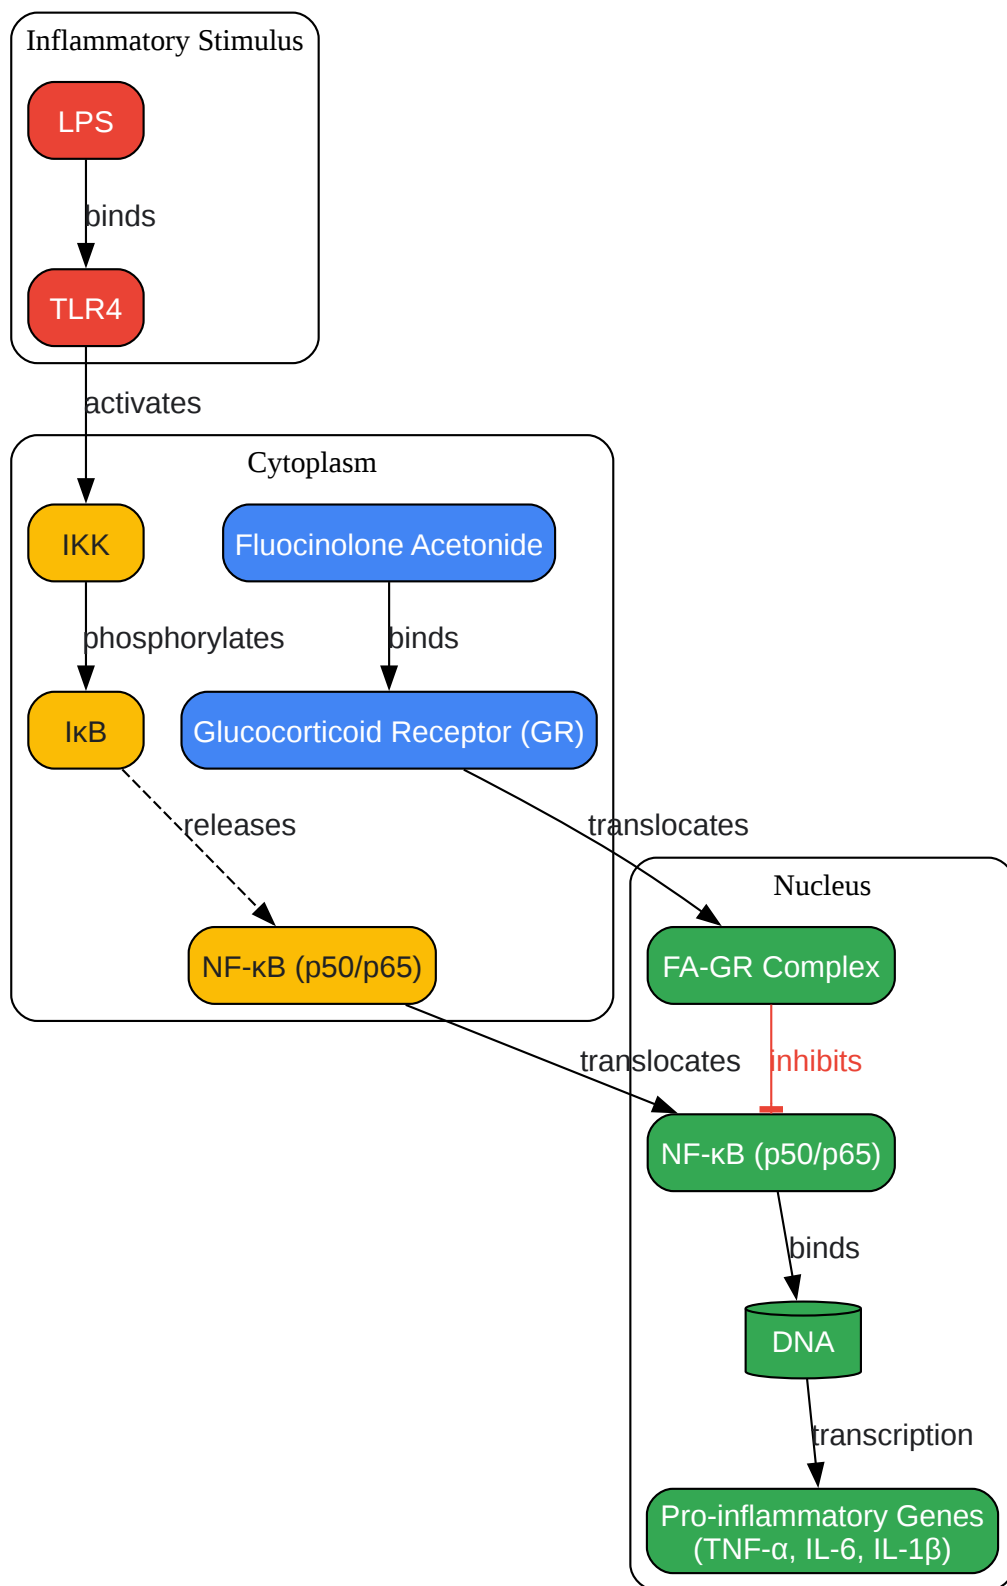 Inflammatory Stimulus
LPS
binds
TLR4
activates
Cytoplasm
IKK
Fluocinolone Acetonide
phosphorylates
binds
IκB
Glucocorticoid Receptor (GR)
releases
translocates
Nucleus
NF-κB (p50/p65)
FA-GR Complex
translocates
inhibits
NF-κB (p50/p65)
binds
DNA
transcription
Pro-inflammatory Genes
(TNF-α, IL-6, IL-1β)